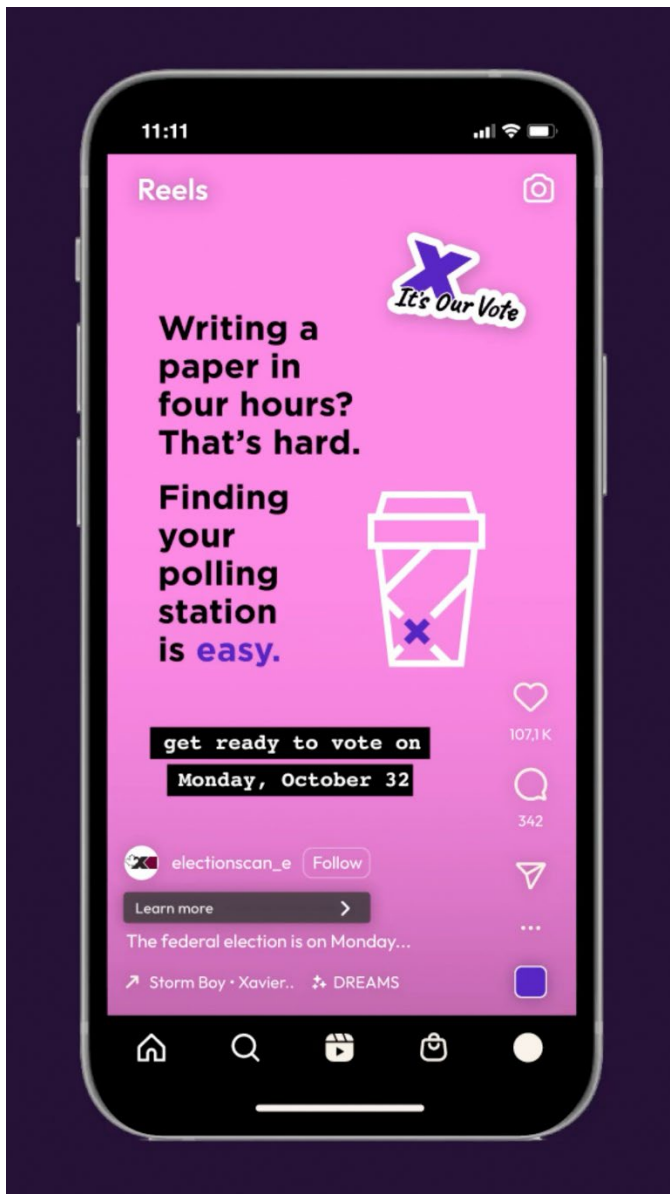 11:11
Reels
X
It's Our Vote
Writing a
paper in
four hours?
That's hard.
Finding
your
polling
station
is easy.
107,1 K
get ready to vote on
Monday, October 32
342
electionscan_e
Follow
Learn more
The federal election is on Monday...
Storm Boy • Xavier.. DREAMS